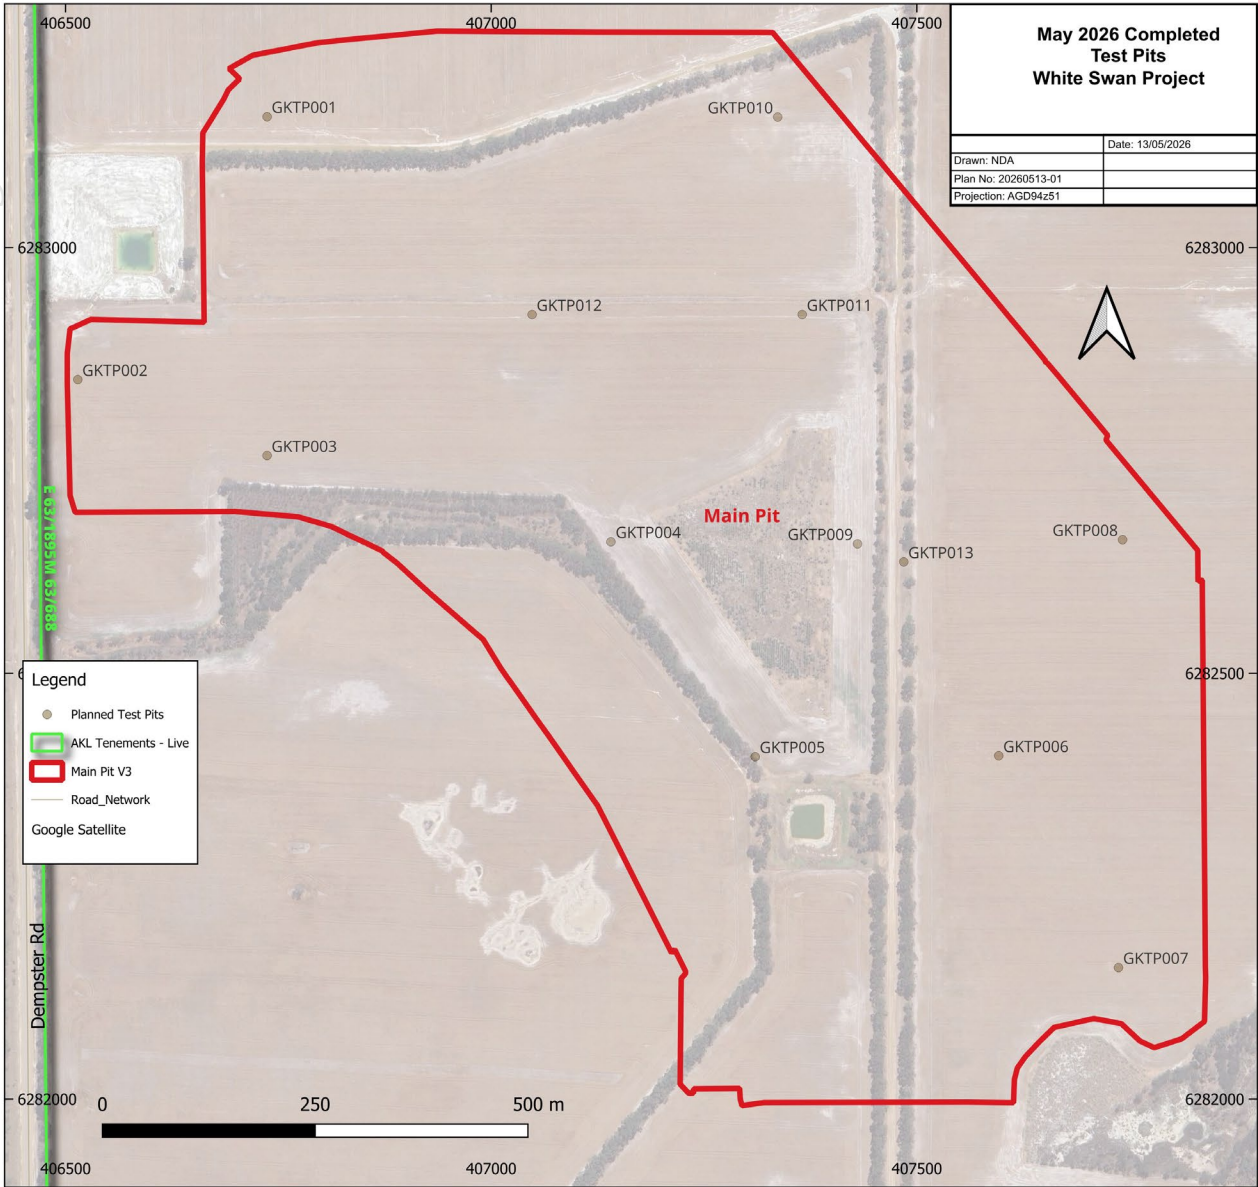 406500
407000
407500
May 2026 Completed
Test Pits
White Swan Project
Date: 13/05/2026
Drawn: NDA
Plan No: 20260513-01
Projection: AGD94z51
GKTP001
GKTP010
6283000
6283000
GKTP012
GKTP011
GKTP002
GKTP003
E 63/1895M 63/688
Main Pit
GKTP004
GKTP009
GKTP008
GKTP013
6282500
Legend
Planned Test Pits
AKL Tenements - Live
Main Pit V3
Road_Network
Google Satellite
GKTP005
GKTP006
Dempster Rd
GKTP007
6282000
6282000
0
250
500 m
406500
407000
407500